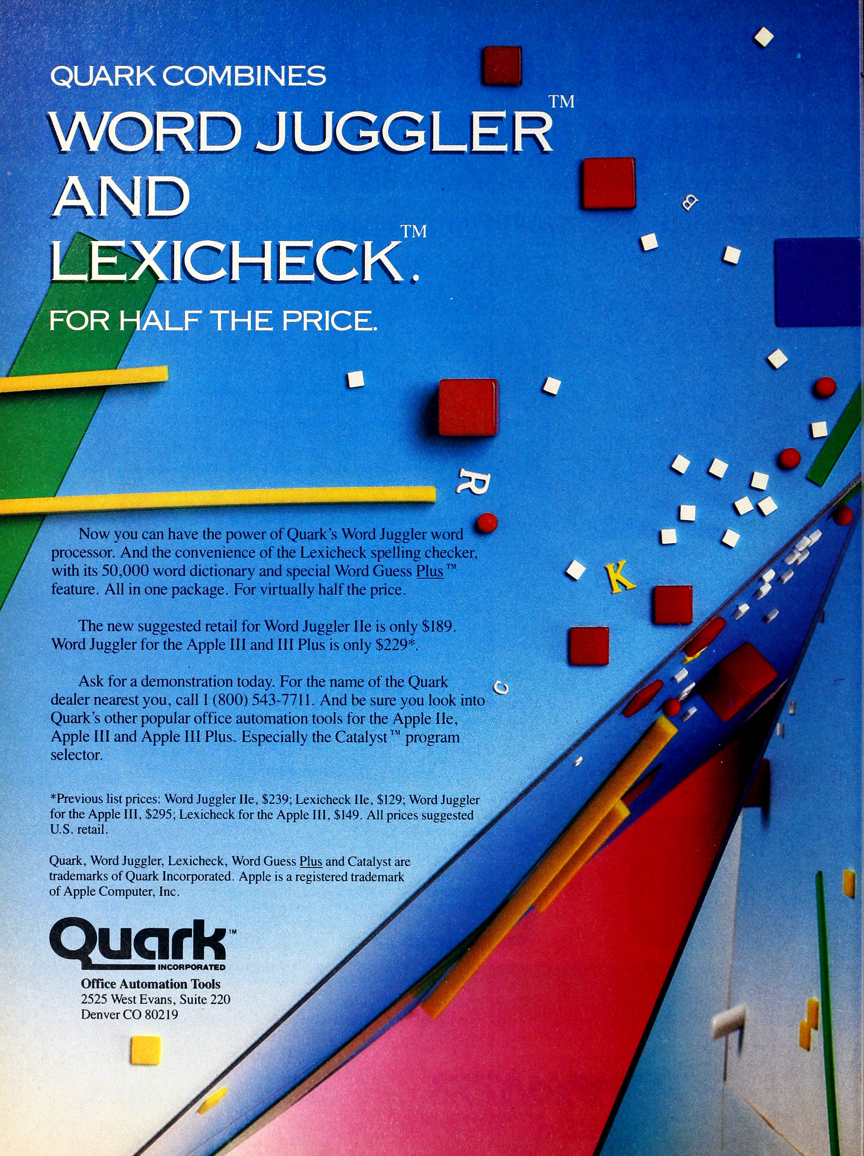 QUARK COMBINES
WORD JUGGLER™
AND
LEXICHECK™.
FOR HALF THE PRICE.
B
R
K
C
Now you can have the power of Quark's Word Juggler word
processor. And the convenience of the Lexicheck spelling checker,
with its 50,000 word dictionary and special Word Guess Plus™
feature. All in one package. For virtually half the price.
The new suggested retail for Word Juggler IIe is only $189.
Word Juggler for the Apple III and III Plus is only $229*.
Ask for a demonstration today. For the name of the Quark
dealer nearest you, call 1 (800) 543-7711. And be sure you look into
Quark's other popular office automation tools for the Apple IIe,
Apple III and Apple III Plus. Especially the Catalyst™ program
selector.
*Previous list prices: Word Juggler IIe, $239; Lexicheck IIe, $129; Word Juggler
for the Apple III, $295; Lexicheck for the Apple III, $149. All prices suggested
U.S. retail.
Quark, Word Juggler, Lexicheck, Word Guess Plus and Catalyst are
trademarks of Quark Incorporated. Apple is a registered trademark
of Apple Computer, Inc.
Quark™
INCORPORATED
Office Automation Tools
2525 West Evans, Suite 220
Denver CO 80219